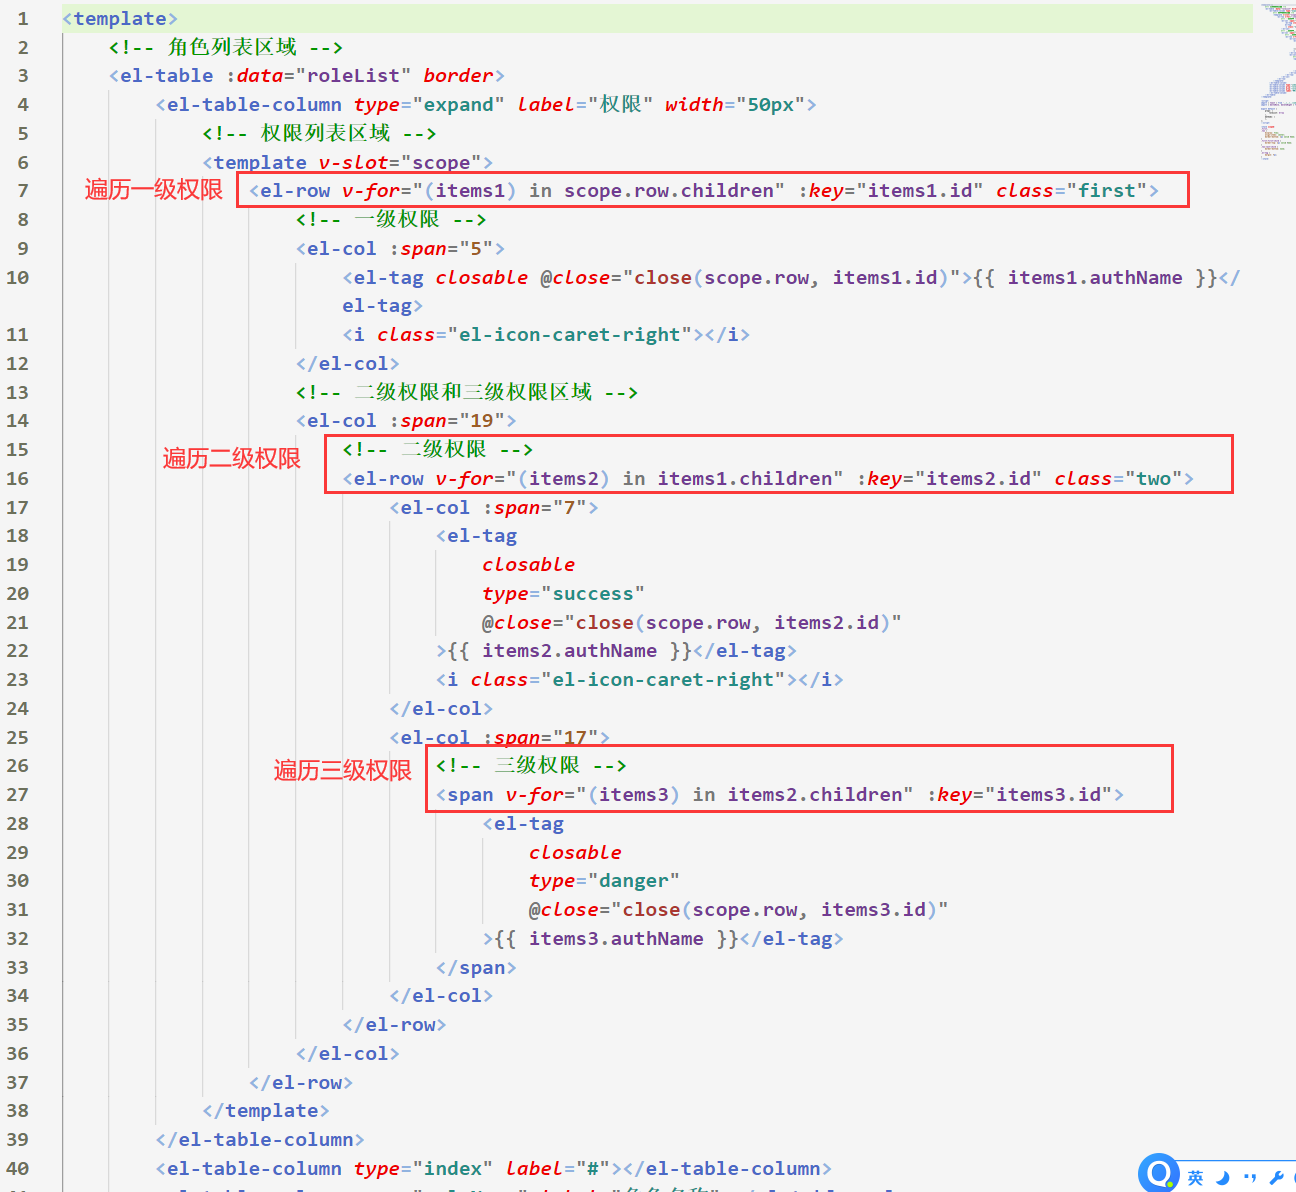 1 <template>
2 <!-- 角色列表区域 -->
3 <el-table :data="roleList" border>
4 <el-table-column type="expand" label="权限" width="50px">
5 <!-- 权限列表区域 -->
6 <template v-slot="scope">
遍历一级权限
7 <el-row v-for="(items1) in scope.row.children" :key="items1.id" class="first">
8 <!-- 一级权限 -->
9 <el-col :span="5">
10 <el-tag closable @close="close(scope.row, items1.id)">{{ items1.authName }}</
el-tag>
11 <i class="el-icon-caret-right"></i>
12 </el-col>
13 <!-- 二级权限和三级权限区域 -->
14 <el-col :span="19">
15 <!-- 二级权限 -->
遍历二级权限
16 <el-row v-for="(items2) in items1.children" :key="items2.id" class="two">
17 <el-col :span="7">
18 <el-tag
19 closable
20 type="success"
21 @close="close(scope.row, items2.id)"
22 >{{ items2.authName }}</el-tag>
23 <i class="el-icon-caret-right"></i>
24 </el-col>
25 <el-col :span="17">
26 <!-- 三级权限 -->
遍历三级权限
27 <span v-for="(items3) in items2.children" :key="items3.id">
28 <el-tag
29 closable
30 type="danger"
31 @close="close(scope.row, items3.id)"
32 >{{ items3.authName }}</el-tag>
33 </span>
34 </el-col>
35 </el-row>
36 </el-col>
37 </el-row>
38 </template>
39 </el-table-column>
40 <el-table-column type="index" label="#"></el-table-column>
英